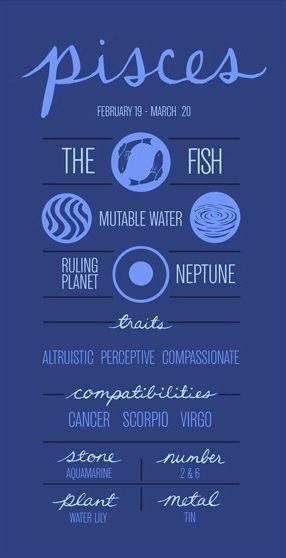 pisces
FEBRUARY 19 - MARCH 20
THE FISH
MUTABLE WATER
RULING PLANET NEPTUNE
traits
ALTRUISTIC PERCEPTIVE COMPASSIONATE
compatibilities
CANCER SCORPIO VIRGO
stone number
AQUAMARINE 2 & 6
plant metal
WATER LILY TIN